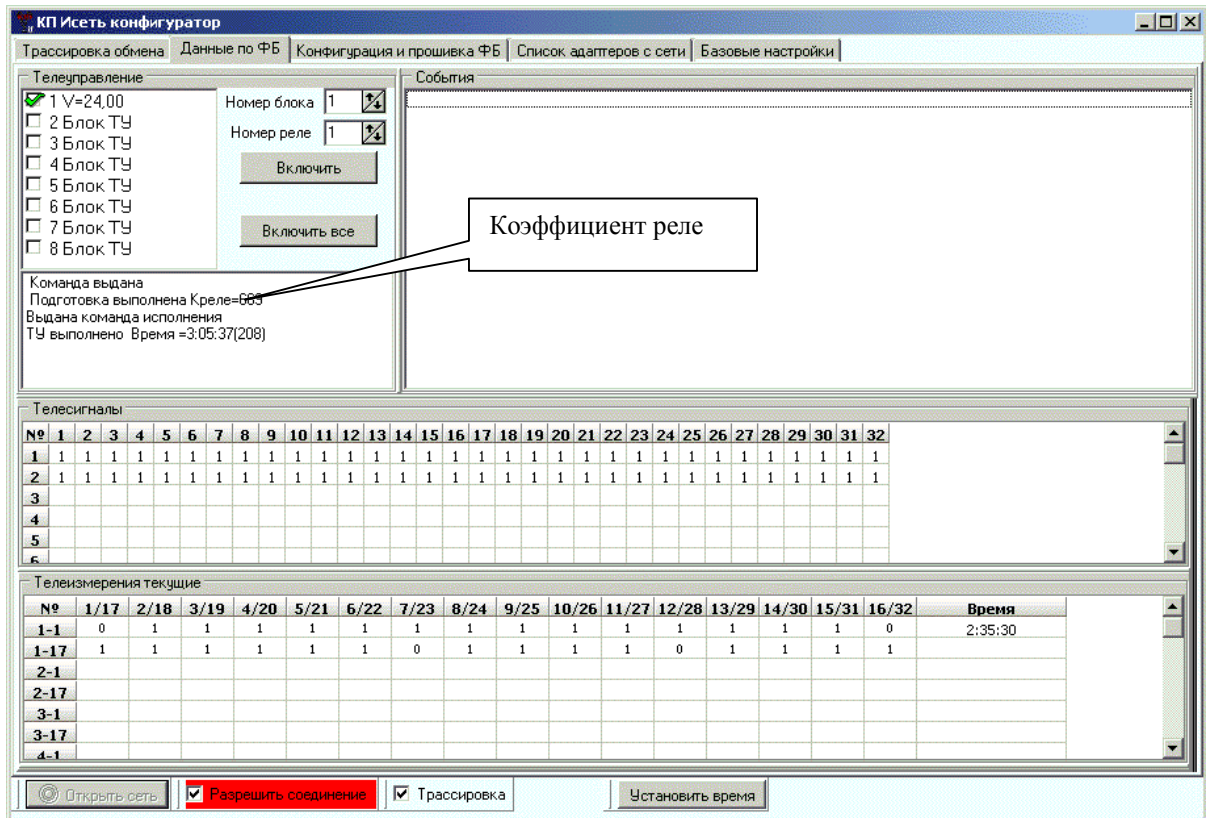 КП Исеть конфигуратор
Трассировка обмена Данные по ФБ Конфигурация и прошивка ФБ Список адаптеров с сети Базовые настройки
Телеуправление
1 V=24,00
2 Блок ТУ
3 Блок ТУ
4 Блок ТУ
5 Блок ТУ
6 Блок ТУ
7 Блок ТУ
8 Блок ТУ
Номер блока 1
Номер реле 1
Включить
Включить все
События
Коэффициент реле
Команда выдана
Подготовка выполнена Креле=669
Выдана команда исполнения
ТУ выполнено Время =3:05:37(208)
Телесигналы
№ 1 2 3 4 5 6 7 8 9 10 11 12 13 14 15 16 17 18 19 20 21 22 23 24 25 26 27 28 29 30 31 32
1 1 1 1 1 1 1 1 1 1 1 1 1 1 1 1 1 1 1 1 1 1 1 1 1 1 1 1 1 1 1 1 1
2 1 1 1 1 1 1 1 1 1 1 1 1 1 1 1 1 1 1 1 1 1 1 1 1 1 1 1 1 1 1 1 1
3
4
5
6
Телеизмерения текущие
№ 1/17 2/18 3/19 4/20 5/21 6/22 7/23 8/24 9/25 10/26 11/27 12/28 13/29 14/30 15/31 16/32 Время
1-1 0 1 1 1 1 1 1 1 1 1 1 1 1 1 1 0 2:35:30
1-17 1 1 1 1 1 1 0 1 1 1 1 0 1 1 1 1
2-1
2-17
3-1
3-17
4-1
Открыть сеть Разрешить соединение Трассировка Установить время